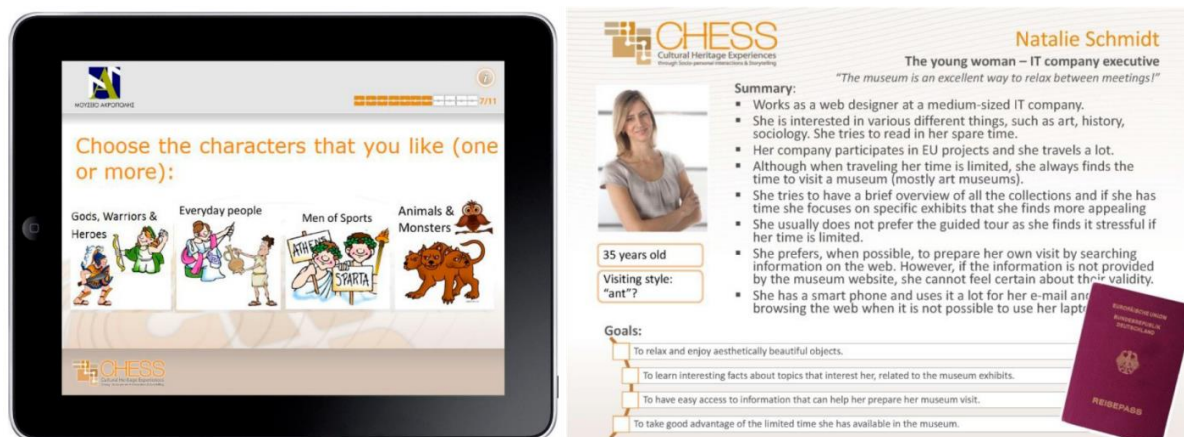 ΜΟΥΣΕΙΟ ΑΚΡΟΠΟΛΗΣ
7/11
Choose the characters that you like (one
or more):
Gods, Warriors &
Heroes
Everyday people
Men of Sports
Animals &
Monsters
ATHENS
SPARTA
CHESS
Cultural Heritage Experiences
CHESS
Cultural Heritage Experiences
through Socio-personal interactions & Storytelling
Natalie Schmidt
The young woman – IT company executive
"The museum is an excellent way to relax between meetings!"
Summary:
▪ Works as a web designer at a medium-sized IT company.
▪ She is interested in various different things, such as art, history,
sociology. She tries to read in her spare time.
▪ Her company participates in EU projects and she travels a lot.
▪ Although when traveling her time is limited, she always finds the
time to visit a museum (mostly art museums).
▪ She tries to have a brief overview of all the collections and if she has
time she focuses on specific exhibits that she finds more appealing
▪ She usually does not prefer the guided tour as she finds it stressful if
her time is limited.
▪ She prefers, when possible, to prepare her own visit by searching
information on the web. However, if the information is not provided
by the museum website, she cannot feel certain about their validity.
▪ She has a smart phone and uses it a lot for her e-mail and
browsing the web when it is not possible to use her
35 years old
Visiting style:
"ant"?
Goals:
To relax and enjoy aesthetically beautiful objects.
To learn interesting facts about topics that interest her, related to the museum exhibits.
To have easy access to information that can help her prepare her museum visit.
To take good advantage of the limited time she has available in the museum.
EUROPÄISCHE UNION
BUNDESREPUBLIK
DEUTSCHLAND
REISEPASS